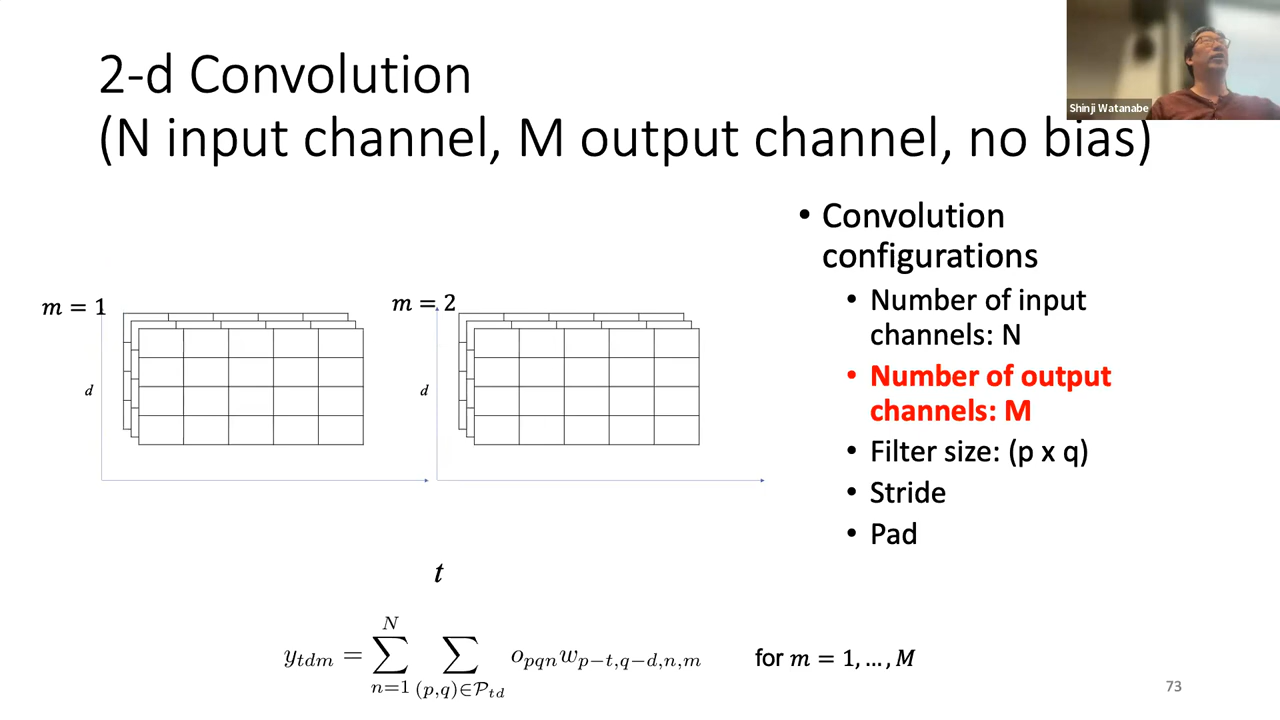 2-d Convolution
(N input channel, M output channel, no bias)
Shinji Watanabe
m = 1
d
m = 2
d
t
• Convolution
configurations
• Number of input
channels: N
• Number of output
channels: M
• Filter size: (p x q)
• Stride
• Pad
y_{tdm} = \sum_{n=1}^{N} \sum_{(p,q)∈\mathcal{P}_{td}} o_{pqn} w_{p−t,q−d,n,m} for m = 1, … , M
73